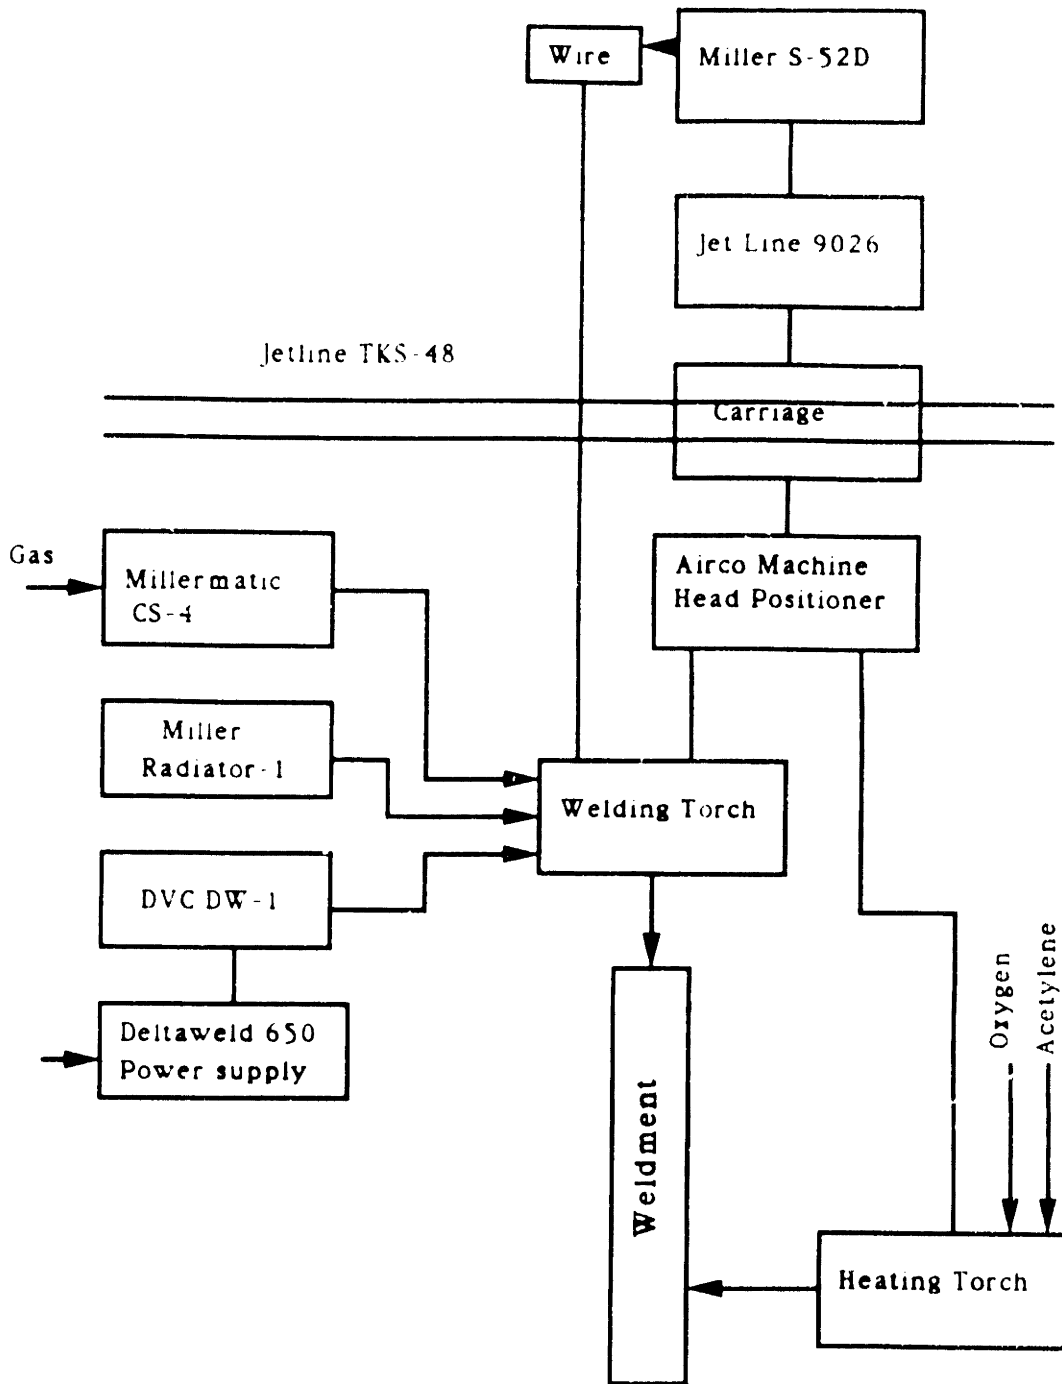 Wire
Miller S-52D
Jet Line 9026
Jetline TKS-48
Carriage
Gas
Millermatic
CS-4
Airco Machine
Head Positioner
Miller
Radiator-1
Welding Torch
DVC DW-1
Deltaweld 650
Power supply
Oxygen
Acetylene
Weldment
Heating Torch